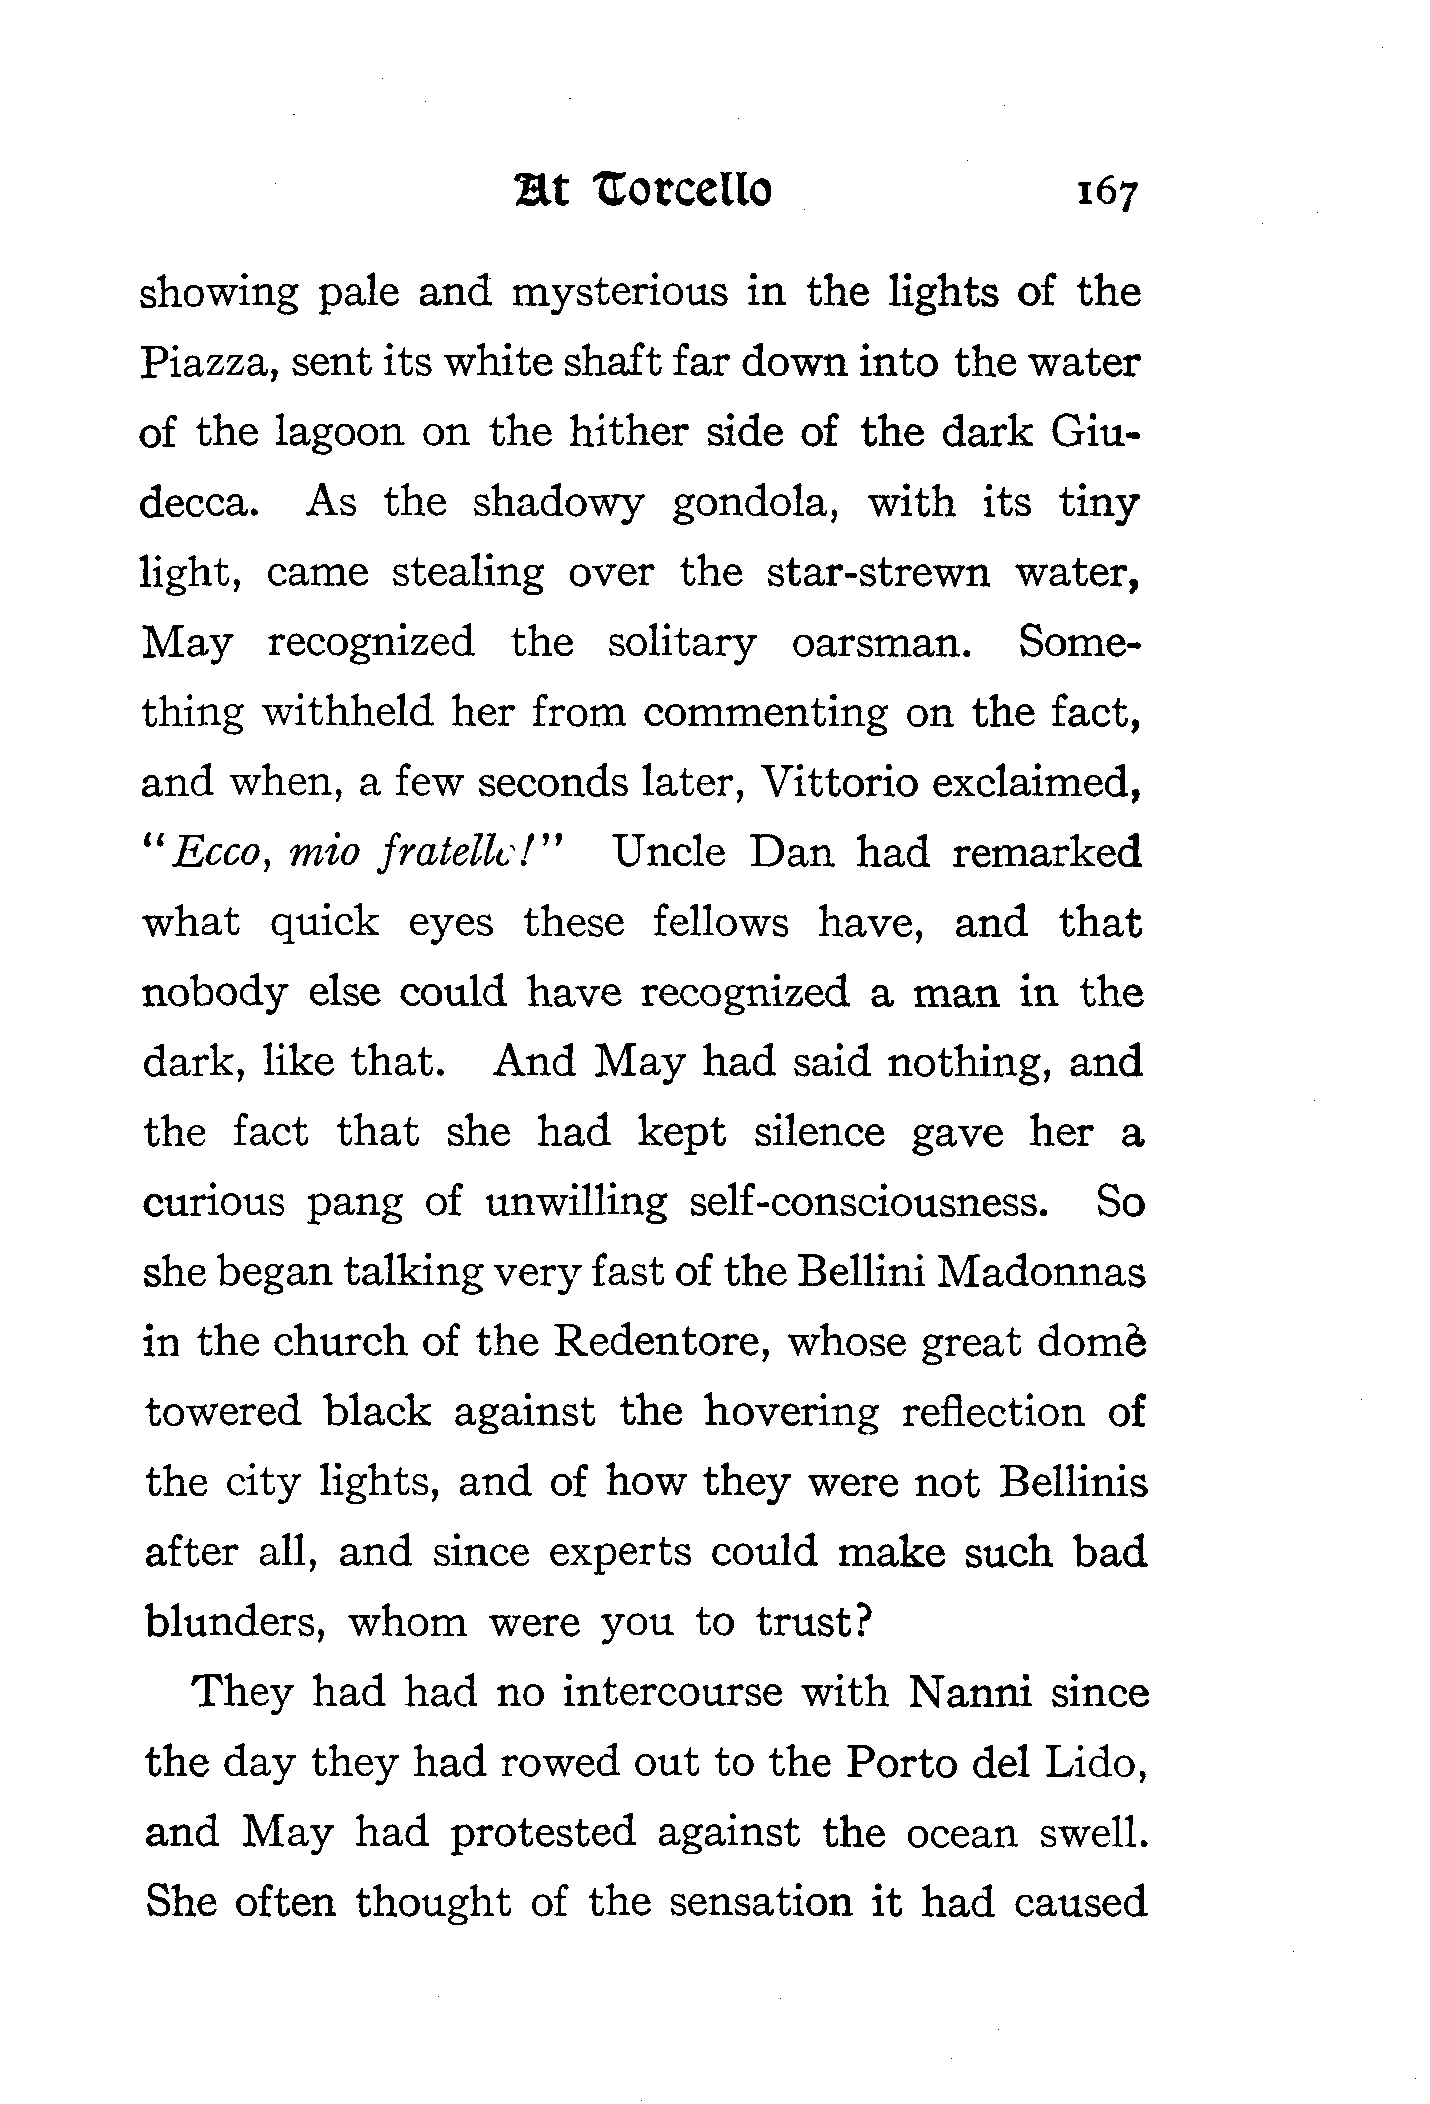 At Torcello 167
showing pale and mysterious in the lights of the
Piazza, sent its white shaft far down into the water
of the lagoon on the hither side of the dark Giu-
decca. As the shadowy gondola, with its tiny
light, came stealing over the star-strewn water,
May recognized the solitary oarsman. Some-
thing withheld her from commenting on the fact,
and when, a few seconds later, Vittorio exclaimed,
"Ecco, mio fratello!" Uncle Dan had remarked
what quick eyes these fellows have, and that
nobody else could have recognized a man in the
dark, like that. And May had said nothing, and
the fact that she had kept silence gave her a
curious pang of unwilling self-consciousness. So
she began talking very fast of the Bellini Madonnas
in the church of the Redentore, whose great dome
towered black against the hovering reflection of
the city lights, and of how they were not Bellinis
after all, and since experts could make such bad
blunders, whom were you to trust?
They had had no intercourse with Nanni since
the day they had rowed out to the Porto del Lido,
and May had protested against the ocean swell.
She often thought of the sensation it had caused